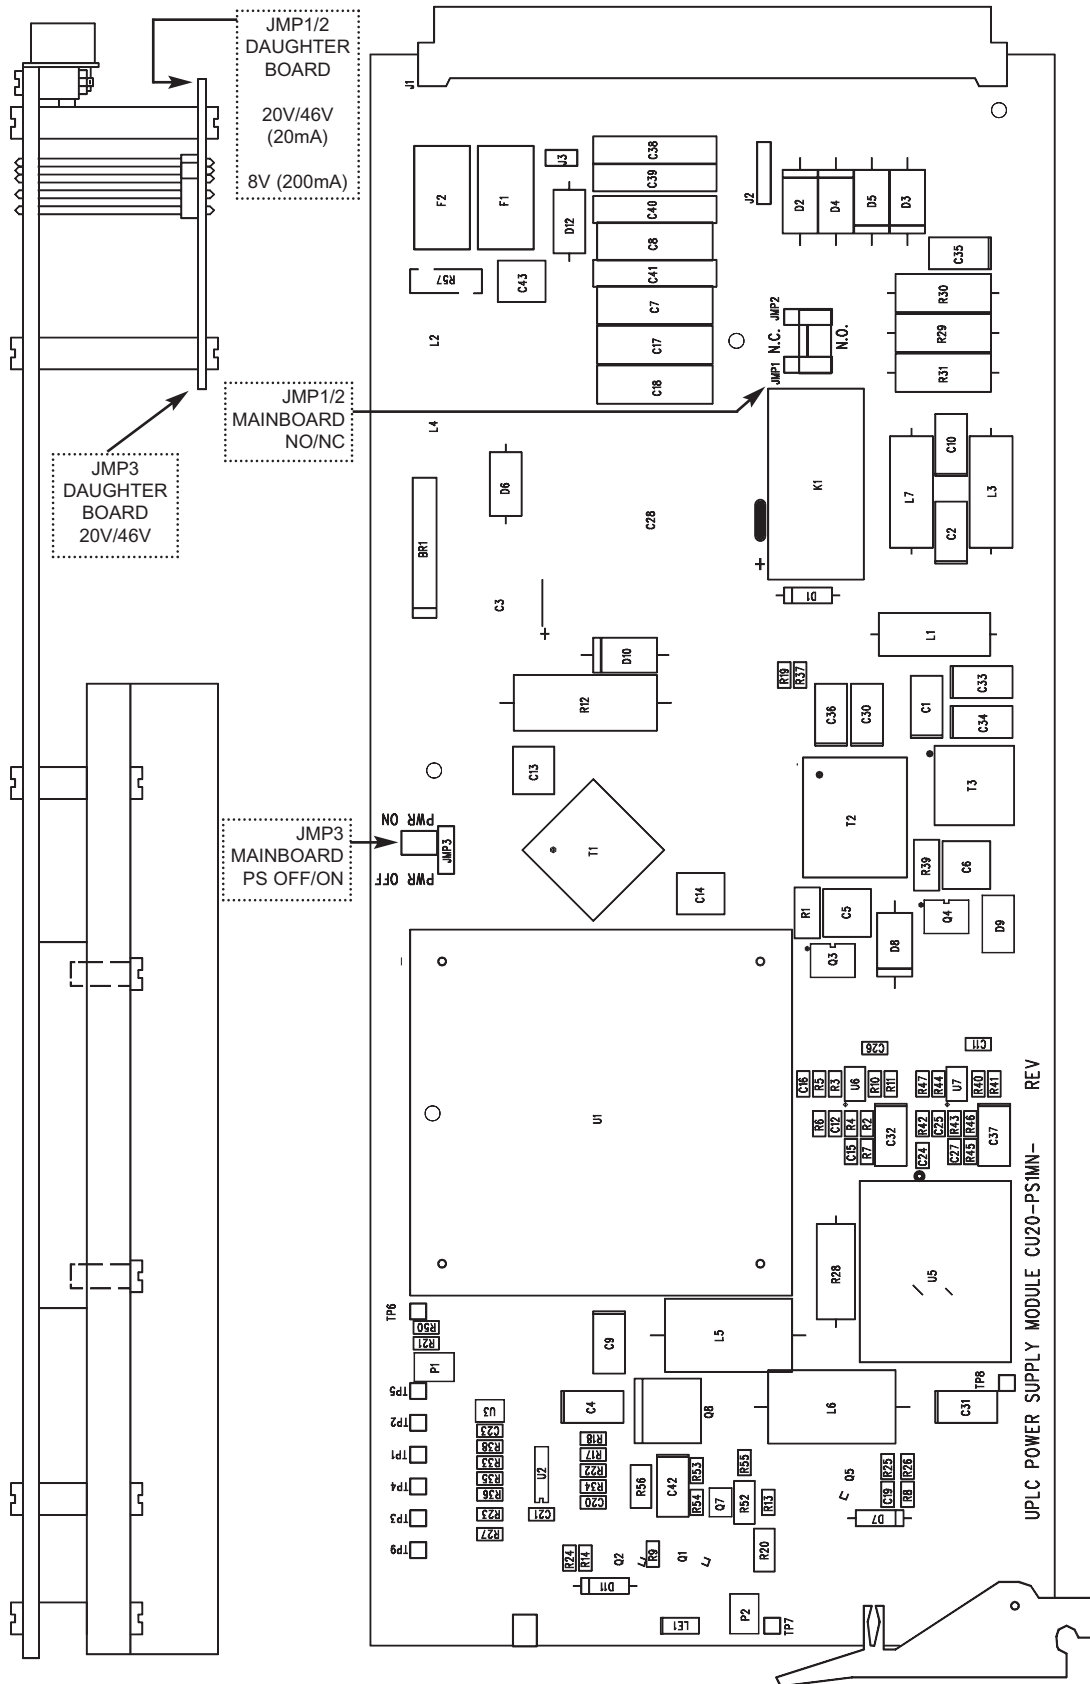 JMP1/2
DAUGHTER
BOARD
20V/46V
(20mA)
8V (200mA)
JMP3
DAUGHTER
BOARD
20V/46V
JMP1/2
MAINBOARD
NO/NC
JMP3
MAINBOARD
PS OFF/ON
J1
F2
F1
J3
D12
C38
C39
C40
C8
C41
C7
C17
C18
R57
C43
L2
L4
J2
D2
D4
D5
D3
C35
R30
R29
R31
JMP2
N.C.
JMP1
N.O.
K1
+
D1
L7
C10
C2
L3
L1
BR1
D6
C28
C3
+
D10
R12
R19
R37
C36
C30
C1
C33
C34
C13
T2
T3
PWR ON
JMP3
PWR OFF
T1
C14
R39
C6
R1
C5
Q4
Q3
D8
D9
C26
C11
U1
C16
R5
R3
U6
R10
R11
R47
R44
U7
R40
R41
R6
C12
R4
R2
C32
R42
C25
R43
R46
C37
C15
R7
C24
C27
R45
R28
U5
TP6
R50
R21
P1
TP5
TP2
TP1
TP4
TP3
TP9
L5
C9
C4
Q8
L6
TP8
C31
U3
C23
R38
R33
R35
R36
R23
R27
U2
C21
R18
R17
R22
R34
C20
R56
C42
R53
R54
Q7
R55
R52
R13
Q5
R25
R26
C19
R8
D7
R24
R14
Q2
R9
Q1
R20
D11
LE1
P2
TP7
UPLC POWER SUPPLY MODULE CU20-PS1MN- REV